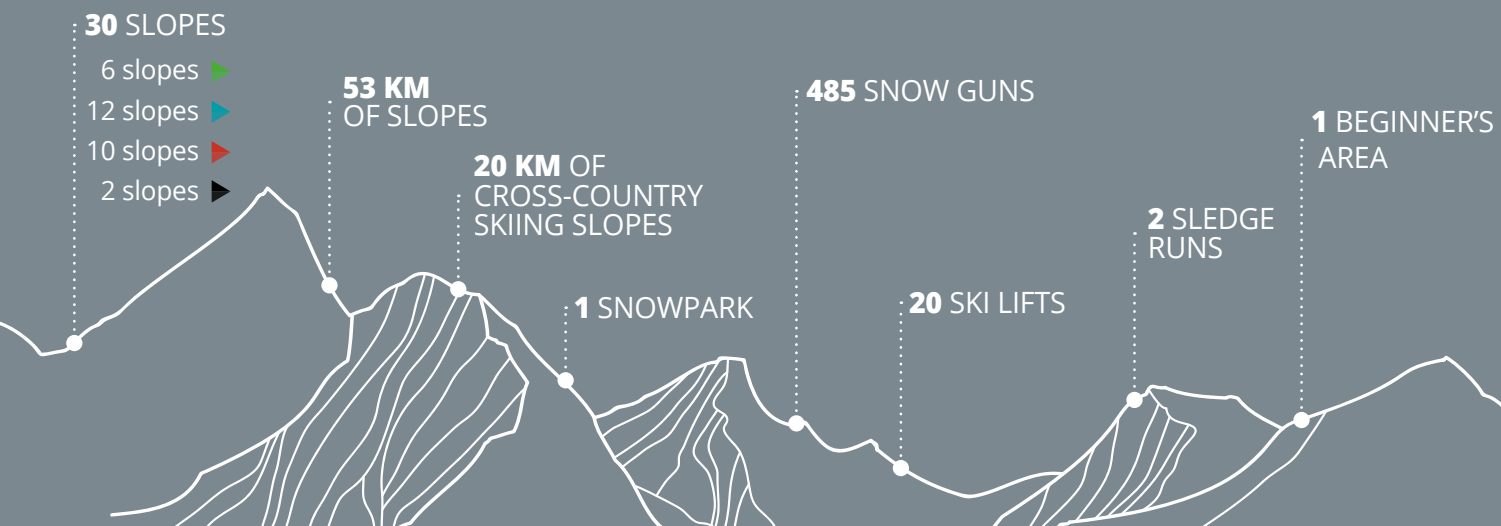 30 SLOPES
6 slopes
12 slopes
10 slopes
2 slopes
53 KM
OF SLOPES
20 KM OF
CROSS-COUNTRY
SKIING SLOPES
1 SNOWPARK
485 SNOW GUNS
20 SKI LIFTS
2 SLEDGE
RUNS
1 BEGINNER'S
AREA